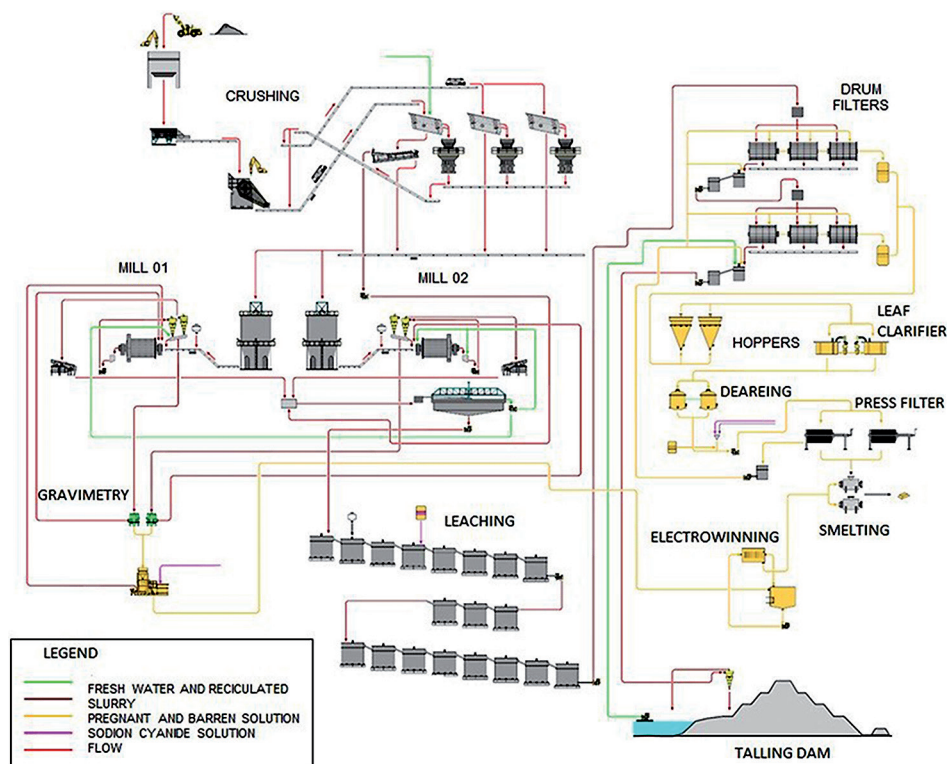 CRUSHING
DRUM
FILTERS
MILL 01
MILL 02
HOPPERS
LEAF
CLARIFIER
DEAREING
PRESS FILTER
GRAVIMETRY
LEACHING
ELECTROWINNING
SMELTING
LEGEND
FRESH WATER AND RECICULATED
SLURRY
PREGNANT AND BARREN SOLUTION
SODION CYANIDE SOLUTION
FLOW
TALLING DAM